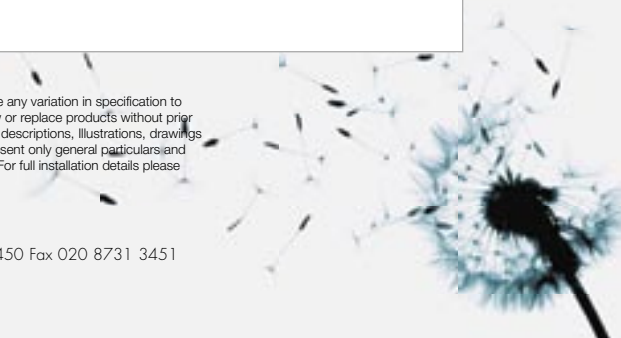 e any variation in specification to
or replace products without prior
descriptions, Illustrations, drawings
sent only general particulars and
For full installation details please
450 Fax 020 8731 3451